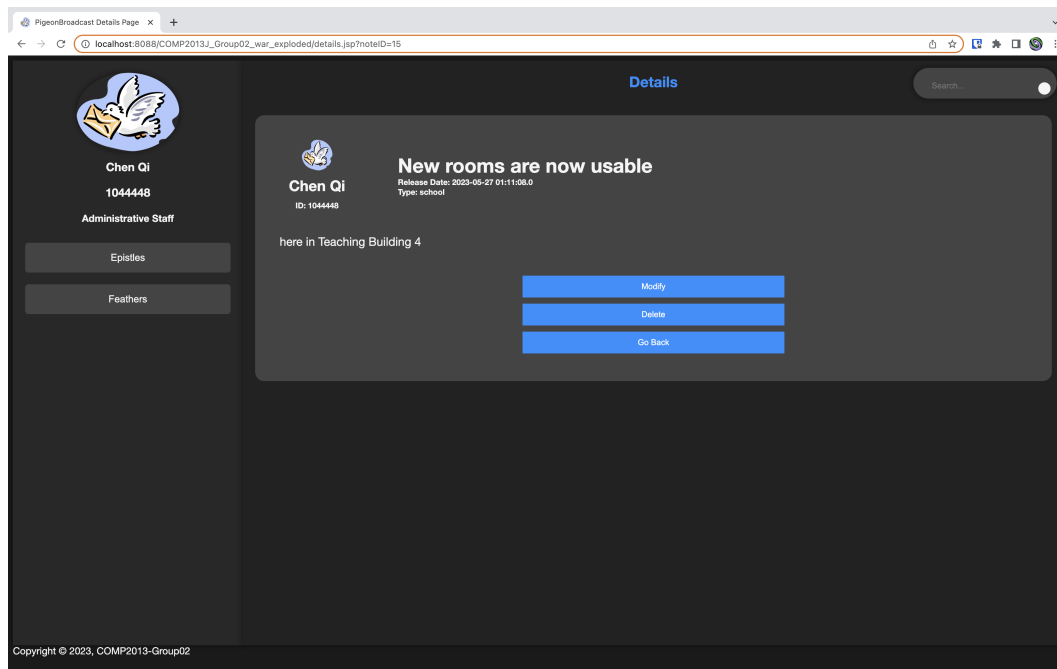 PigeonBroadcast Details Page
localhost:8088/COMP2013J_Group02_war_exploded/details.jsp?noteID=15
Chen Qi
1044448
Administrative Staff
Epistles
Feathers
Details
Search...
Chen Qi
ID: 1044448
New rooms are now usable
Release Date: 2023-05-27 01:11:08.0
Type: school
here in Teaching Building 4
Modify
Delete
Go Back
Copyright © 2023, COMP2013-Group02